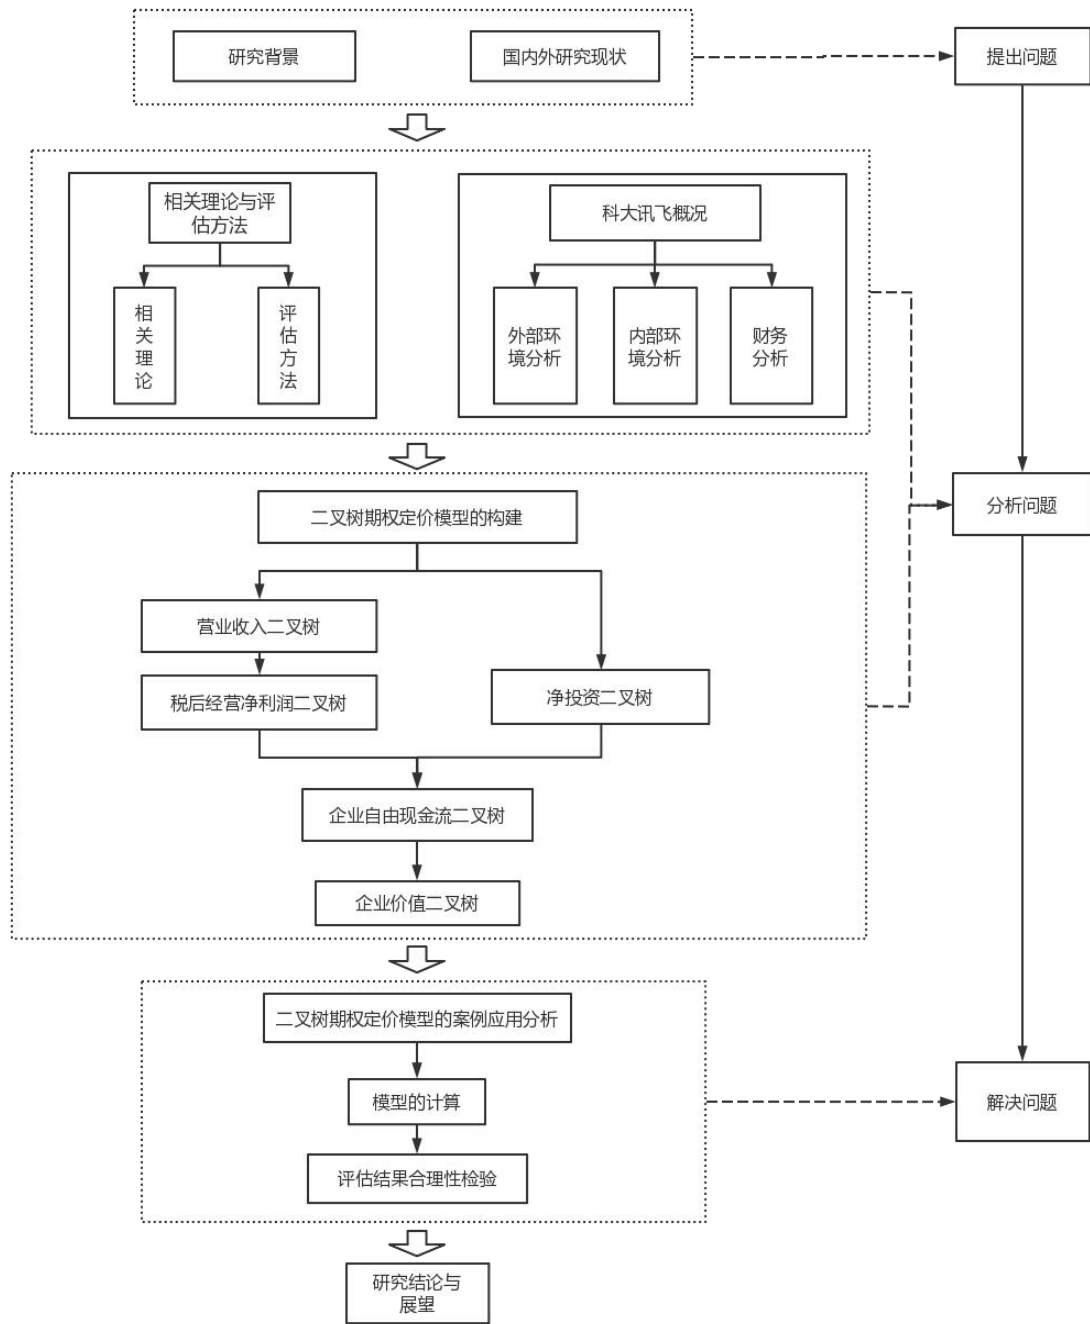 研究背景
国内外研究现状
提出问题
相关理论与评
估方法
科大讯飞概况
相
关
理
论
评
估
方
法
外部环
境分析
内部环
境分析
财务
分析
二叉树期权定价模型的构建
分析问题
营业收入二叉树
税后经营净利润二叉树
净投资二叉树
企业自由现金流二叉树
企业价值二叉树
二叉树期权定价模型的案例应用分析
模型的计算
解决问题
评估结果合理性检验
研究结论与
展望